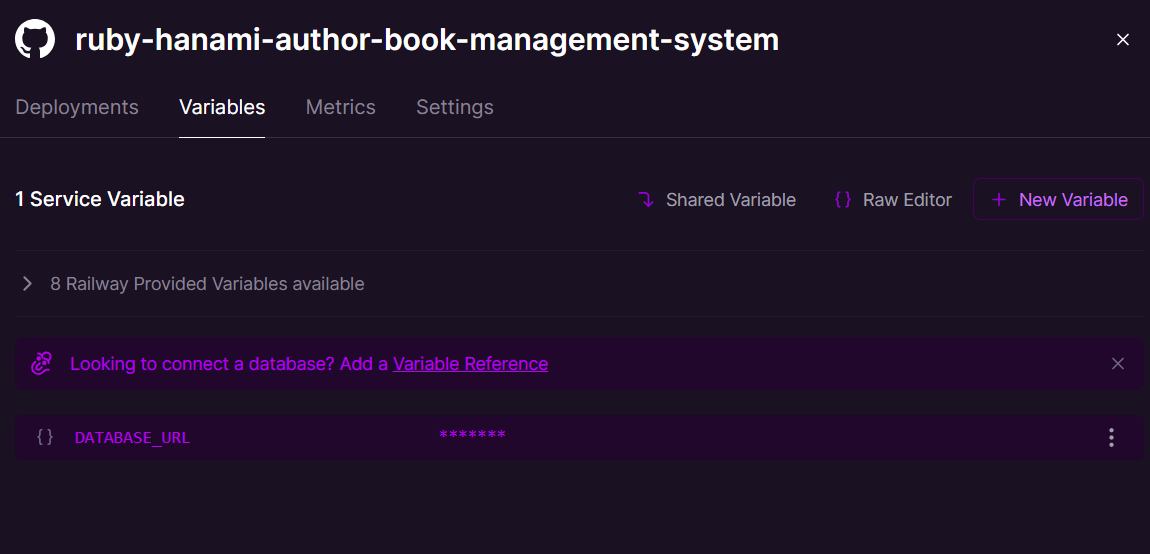 ruby-hanami-author-book-management-system
Deployments Variables Metrics Settings
1 Service Variable Shared Variable {} Raw Editor + New Variable
8 Railway Provided Variables available
Looking to connect a database? Add a Variable Reference
{} DATABASE_URL *******